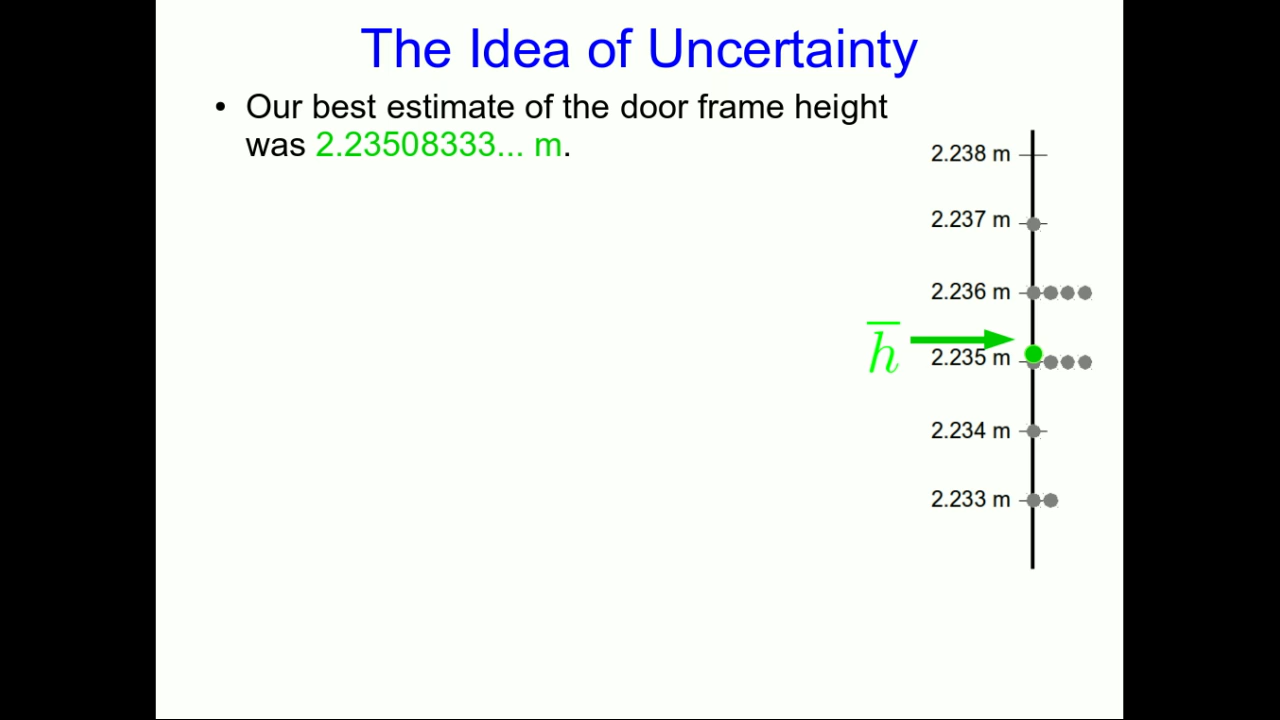 The Idea of Uncertainty
• Our best estimate of the door frame height
was 2.23508333... m.
2.238 m
2.237 m
2.236 m
h̅
2.235 m
2.234 m
2.233 m